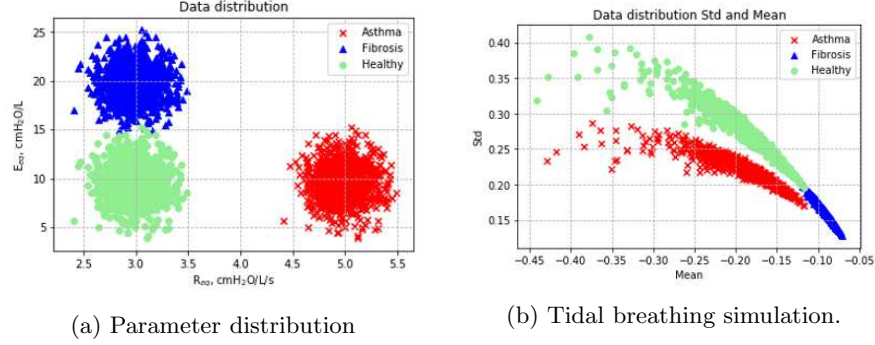 Data distribution
25
20
15
10
5
E_eq, cmH2O/L
Asthma
Fibrosis
Healthy
2.5 3.0 3.5 4.0 4.5 5.0 5.5
R_eq, cmH2O/L/s
(a) Parameter distribution
Data distribution Std and Mean
0.40
0.35
0.30
0.25
0.20
0.15
Std
Asthma
Fibrosis
Healthy
−0.45 −0.40 −0.35 −0.30 −0.25 −0.20 −0.15 −0.10 −0.05
Mean
(b) Tidal breathing simulation.